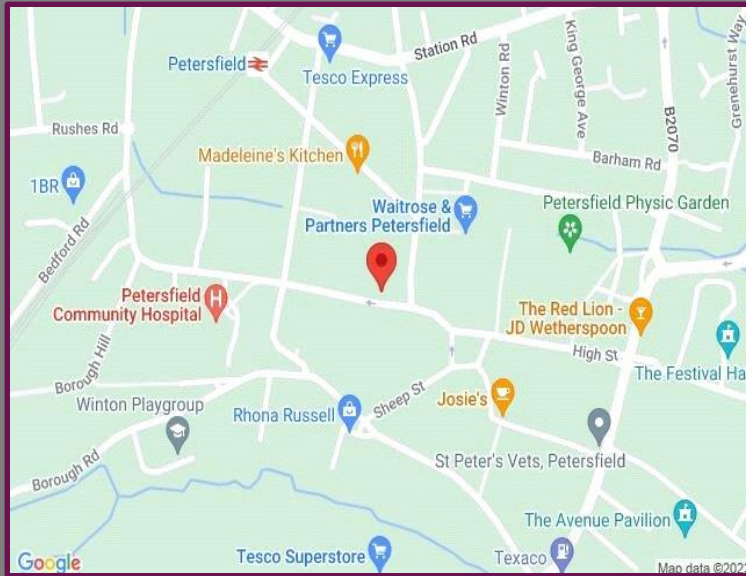 Station Rd
Petersfield
Tesco Express
Winton Rd
King George Ave
B2070
Grenehurst Way
Rushes Rd
Madeleine's Kitchen
Barham Rd
1BR
Bedford Rd
Waitrose &
Partners Petersfield
Petersfield Physic Garden
Petersfield
Community Hospital
H
The Red Lion -
JD Wetherspoon
High St
The Festival Ha
Borough Hill
Winton Playgroup
Rhona Russell
Sheep St
Josie's
St Peter's Vets, Petersfield
Borough Rd
The Avenue Pavilion
Google
Tesco Superstore
Texaco
Map data ©202